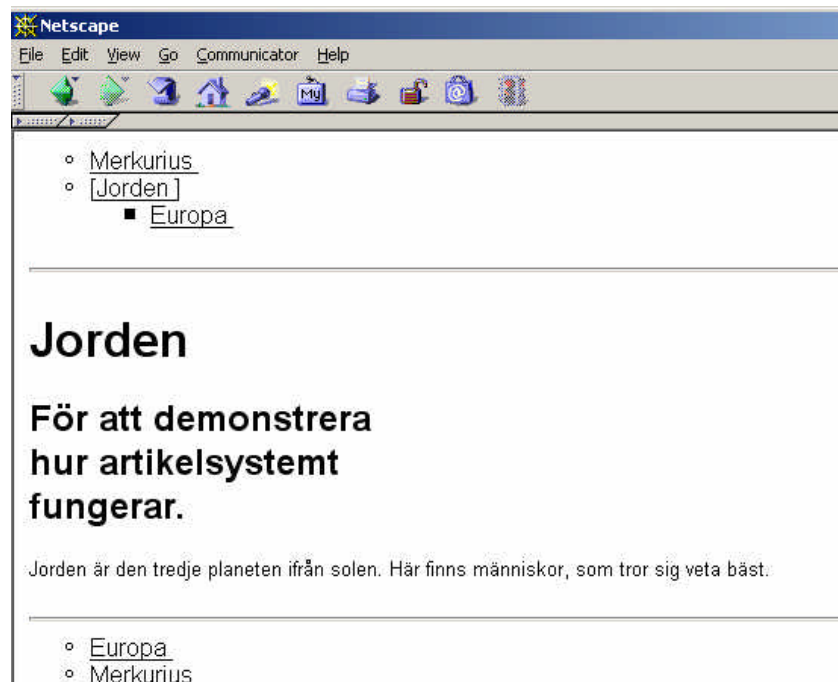 Netscape
File Edit View Go Communicator Help
My
Merkurius
[Jorden ]
Europa
Jorden
För att demonstrera
hur artikelsystemt
fungerar.
Jorden är den tredje planeten ifrån solen. Här finns människor, som tror sig veta bäst.
Europa
Merkurius